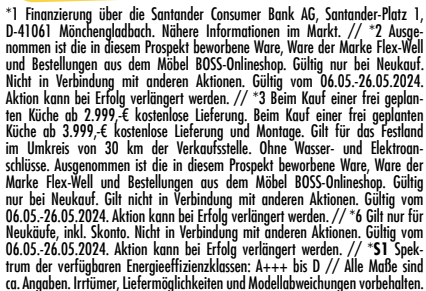 *1 Finanzierung über die Santander Consumer Bank AG, Santander-Platz 1,
D-41061 Mönchengladbach. Nähere Informationen im Markt. // *2 Ausge-
nommen ist die in diesem Prospekt beworbene Ware, Ware der Marke Flex-Well
und Bestellungen aus dem Möbel BOSS-Onlineshop. Gültig nur bei Neukauf.
Nicht in Verbindung mit anderen Aktionen. Gültig vom 06.05.-26.05.2024.
Aktion kann bei Erfolg verlängert werden. // *3 Beim Kauf einer frei geplan-
ten Küche ab 2.999,-€ kostenlose Lieferung. Beim Kauf einer frei geplanten
Küche ab 3.999,-€ kostenlose Lieferung und Montage. Gilt für das Festland
im Umkreis von 30 km der Verkaufsstelle. Ohne Wasser- und Elektroan-
schlüsse. Ausgenommen ist die in diesem Prospekt beworbene Ware, Ware der
Marke Flex-Well und Bestellungen aus dem Möbel BOSS-Onlineshop. Gültig
nur bei Neukauf. Gilt nicht in Verbindung mit anderen Aktionen. Gültig vom
06.05.-26.05.2024. Aktion kann bei Erfolg verlängert werden. // *6 Gilt nur für
Neukäufe, inkl. Skonto. Nicht in Verbindung mit anderen Aktionen. Gültig vom
06.05.-26.05.2024. Aktion kann bei Erfolg verlängert werden. // *S1 Spek-
trum der verfügbaren Energieeffizienzklassen: A+++ bis D // Alle Maße sind
ca. Angaben. Irrtümer, Liefermöglichkeiten und Modellabweichungen vorbehalten.